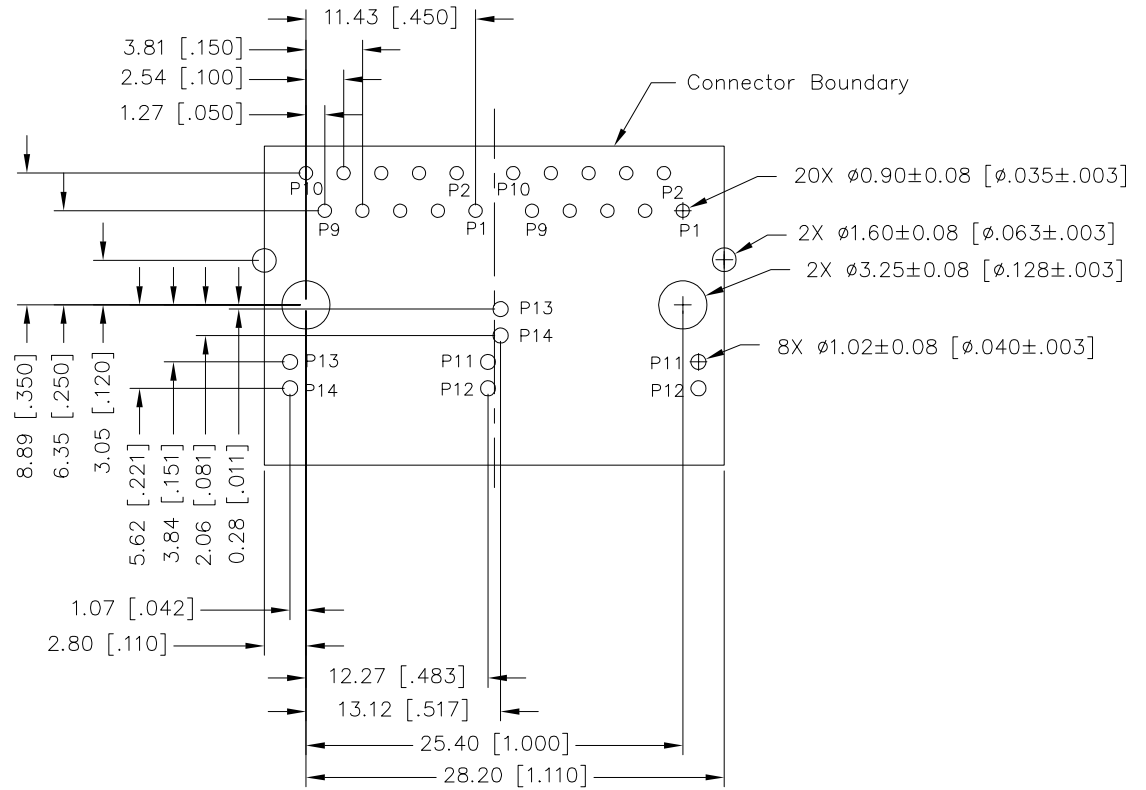 11.43 [.450]
3.81 [.150]
2.54 [.100]
1.27 [.050]
Connector Boundary
P10
P2
P10
P2
20X ø0.90±0.08 [ø.035±.003]
P9
P1
P9
P1
2X ø1.60±0.08 [ø.063±.003]
2X ø3.25±0.08 [ø.128±.003]
P13
P14
8X ø1.02±0.08 [ø.040±.003]
P13
P11
P11
P14
P12
P12
8.89 [.350]
6.35 [.250]
3.05 [.120]
5.62 [.221]
3.84 [.151]
2.06 [.081]
0.28 [.011]
1.07 [.042]
2.80 [.110]
12.27 [.483]
13.12 [.517]
25.40 [1.000]
28.20 [1.110]